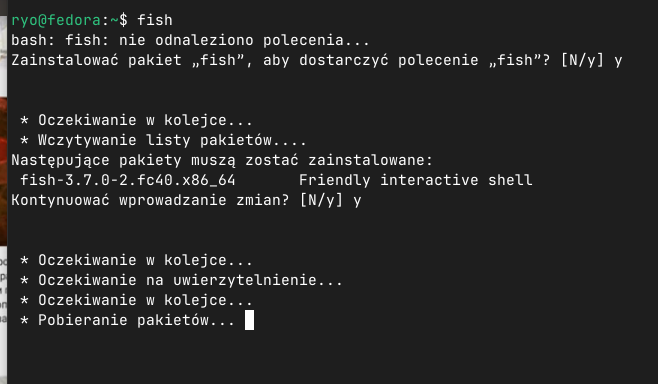 ryo@fedora:~$ fish
bash: fish: nie odnaleziono polecenia...
Zainstalować pakiet „fish”, aby dostarczyć polecenie „fish”? [N/y] y
* Oczekiwanie w kolejce...
* Wczytywanie listy pakietów....
Następujące pakiety muszą zostać zainstalowane:
fish-3.7.0-2.fc40.x86_64       Friendly interactive shell
Kontynuować wprowadzanie zmian? [N/y] y
* Oczekiwanie w kolejce...
* Oczekiwanie na uwierzytelnienie...
* Oczekiwanie w kolejce...
* Pobieranie pakietów...